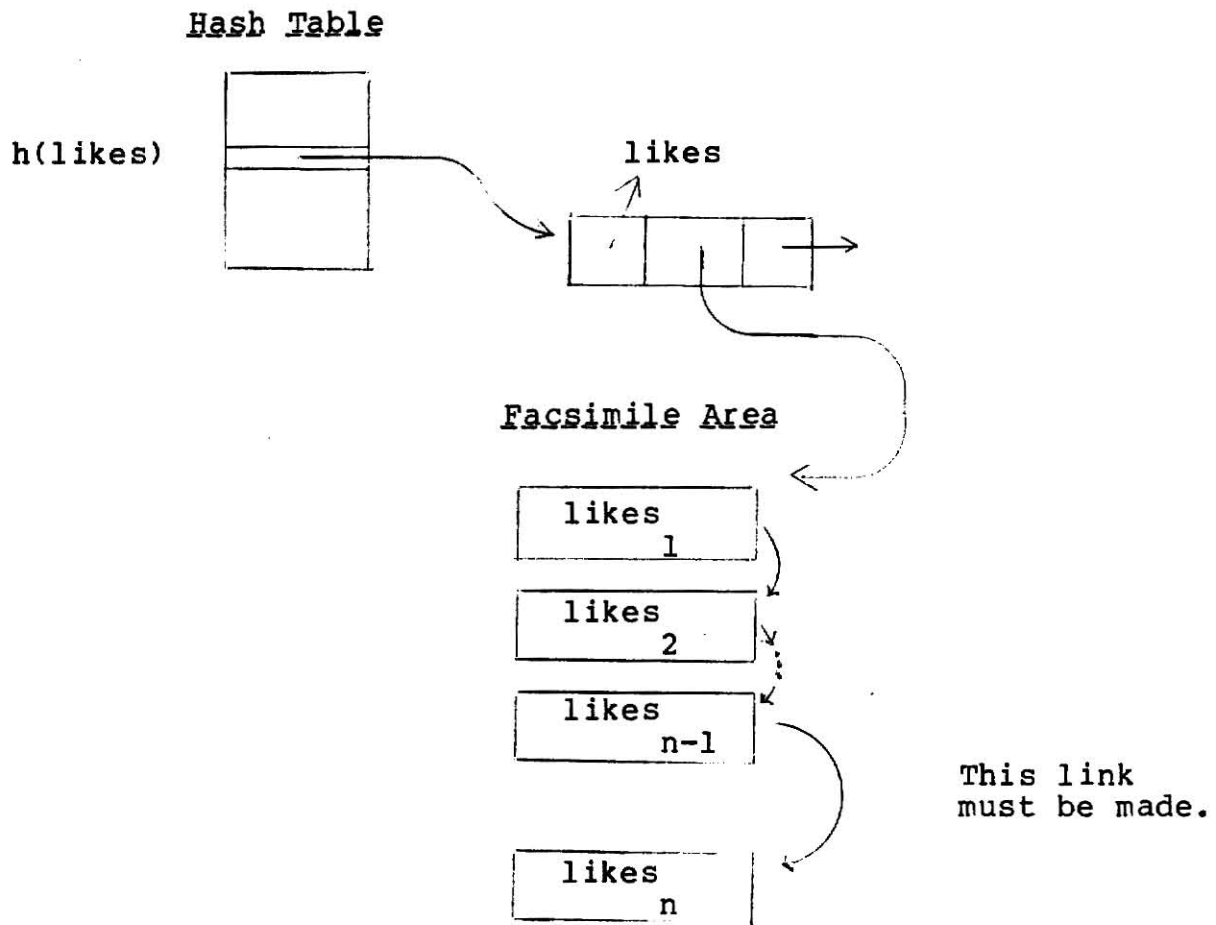 Hash Table
h(likes)
likes
Facsimile Area
likes
1
likes
2
likes
n-1
This link
must be made.
likes
n